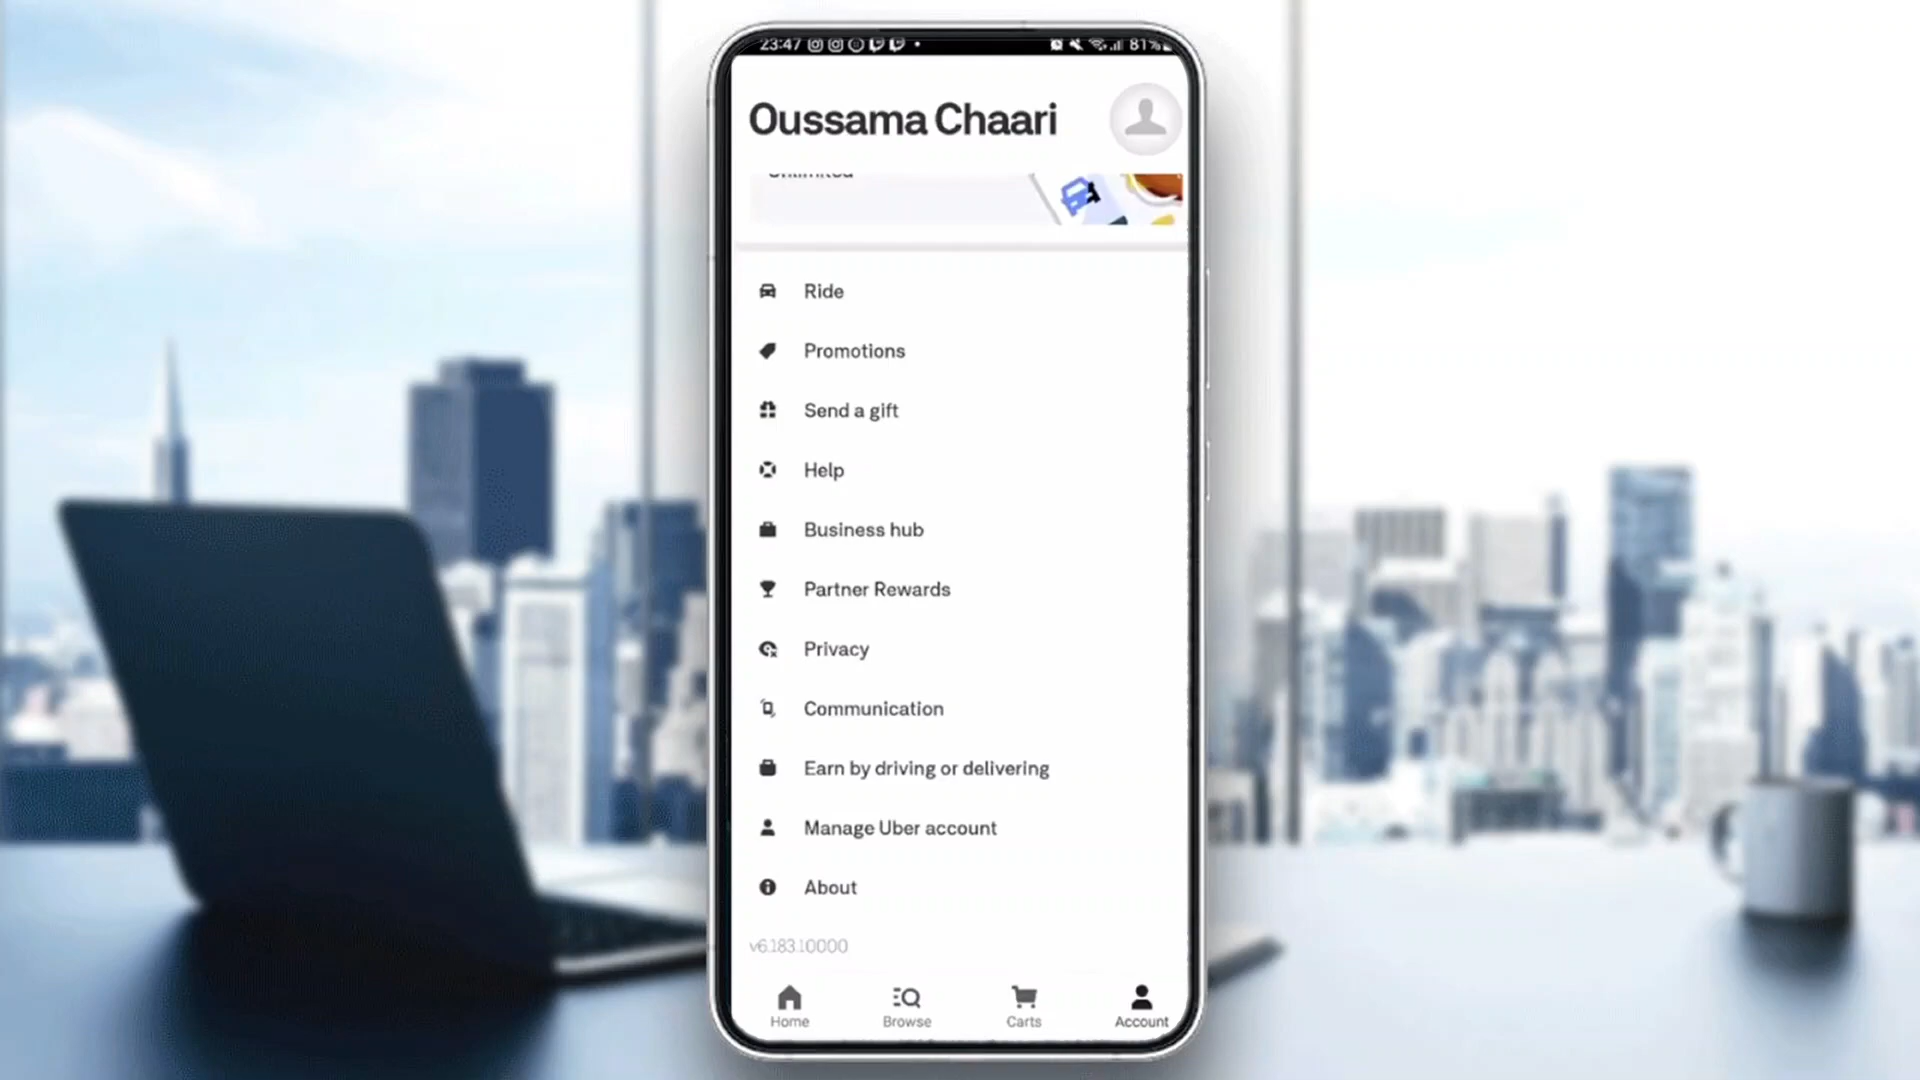 23:47
81%
Oussama Chaari
Unlimited
Ride
Promotions
Send a gift
Help
Business hub
Partner Rewards
Privacy
Communication
Earn by driving or delivering
Manage Uber account
About
v6.183.10000
Home Browse Carts Account